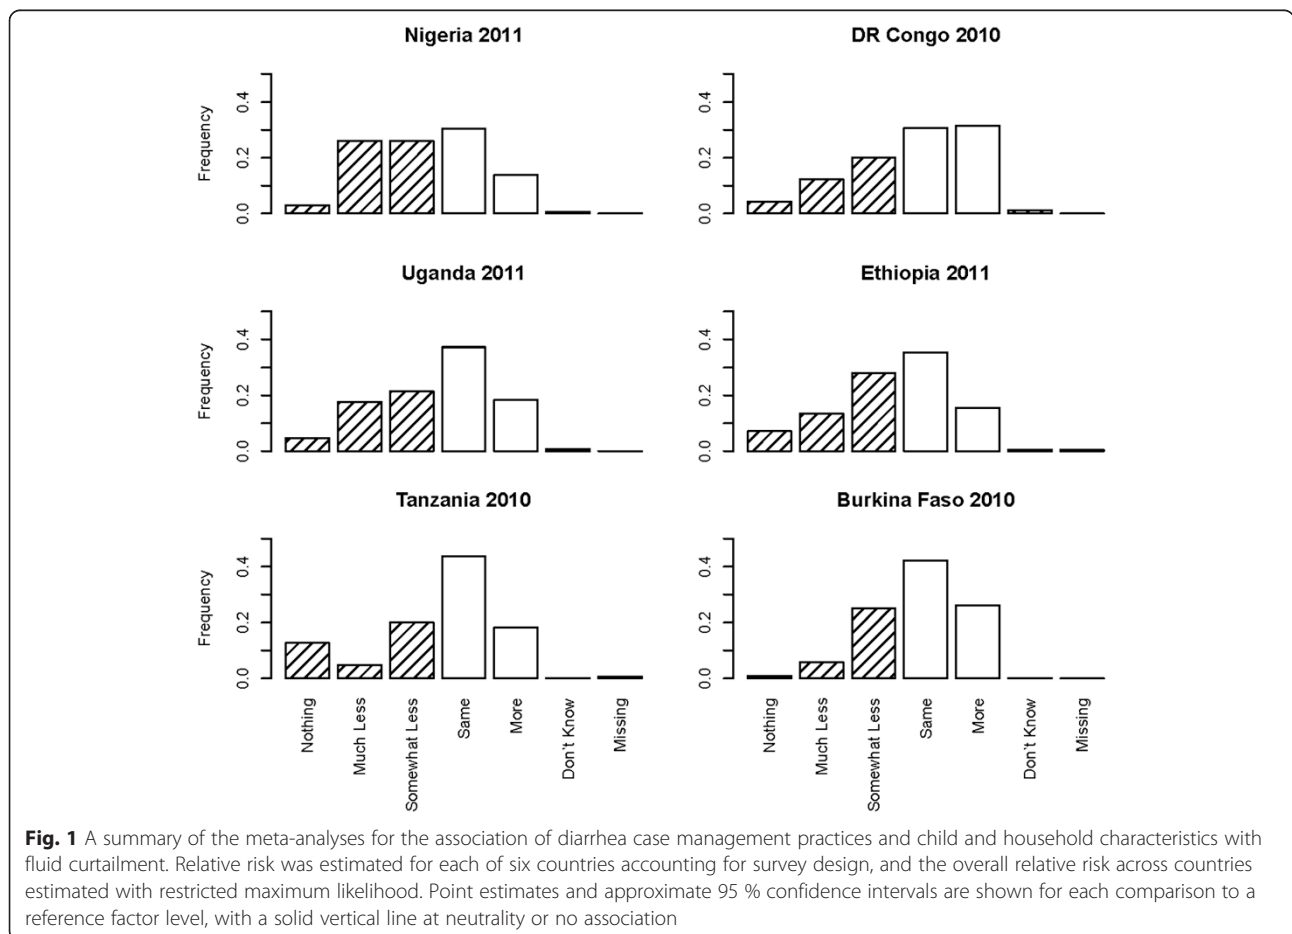 Nigeria 2011
DR Congo 2010
Frequency
0.0 0.2 0.4
0.0 0.2 0.4
Uganda 2011
Ethiopia 2011
Frequency
0.0 0.2 0.4
0.0 0.2 0.4
Tanzania 2010
Burkina Faso 2010
Frequency
0.0 0.2 0.4
0.0 0.2 0.4
Nothing
Much Less
Somewhat Less
Same
More
Don't Know
Missing
Nothing
Much Less
Somewhat Less
Same
More
Don't Know
Missing
Fig. 1 A summary of the meta-analyses for the association of diarrhea case management practices and child and household characteristics with
fluid curtailment. Relative risk was estimated for each of six countries accounting for survey design, and the overall relative risk across countries
estimated with restricted maximum likelihood. Point estimates and approximate 95 % confidence intervals are shown for each comparison to a
reference factor level, with a solid vertical line at neutrality or no association